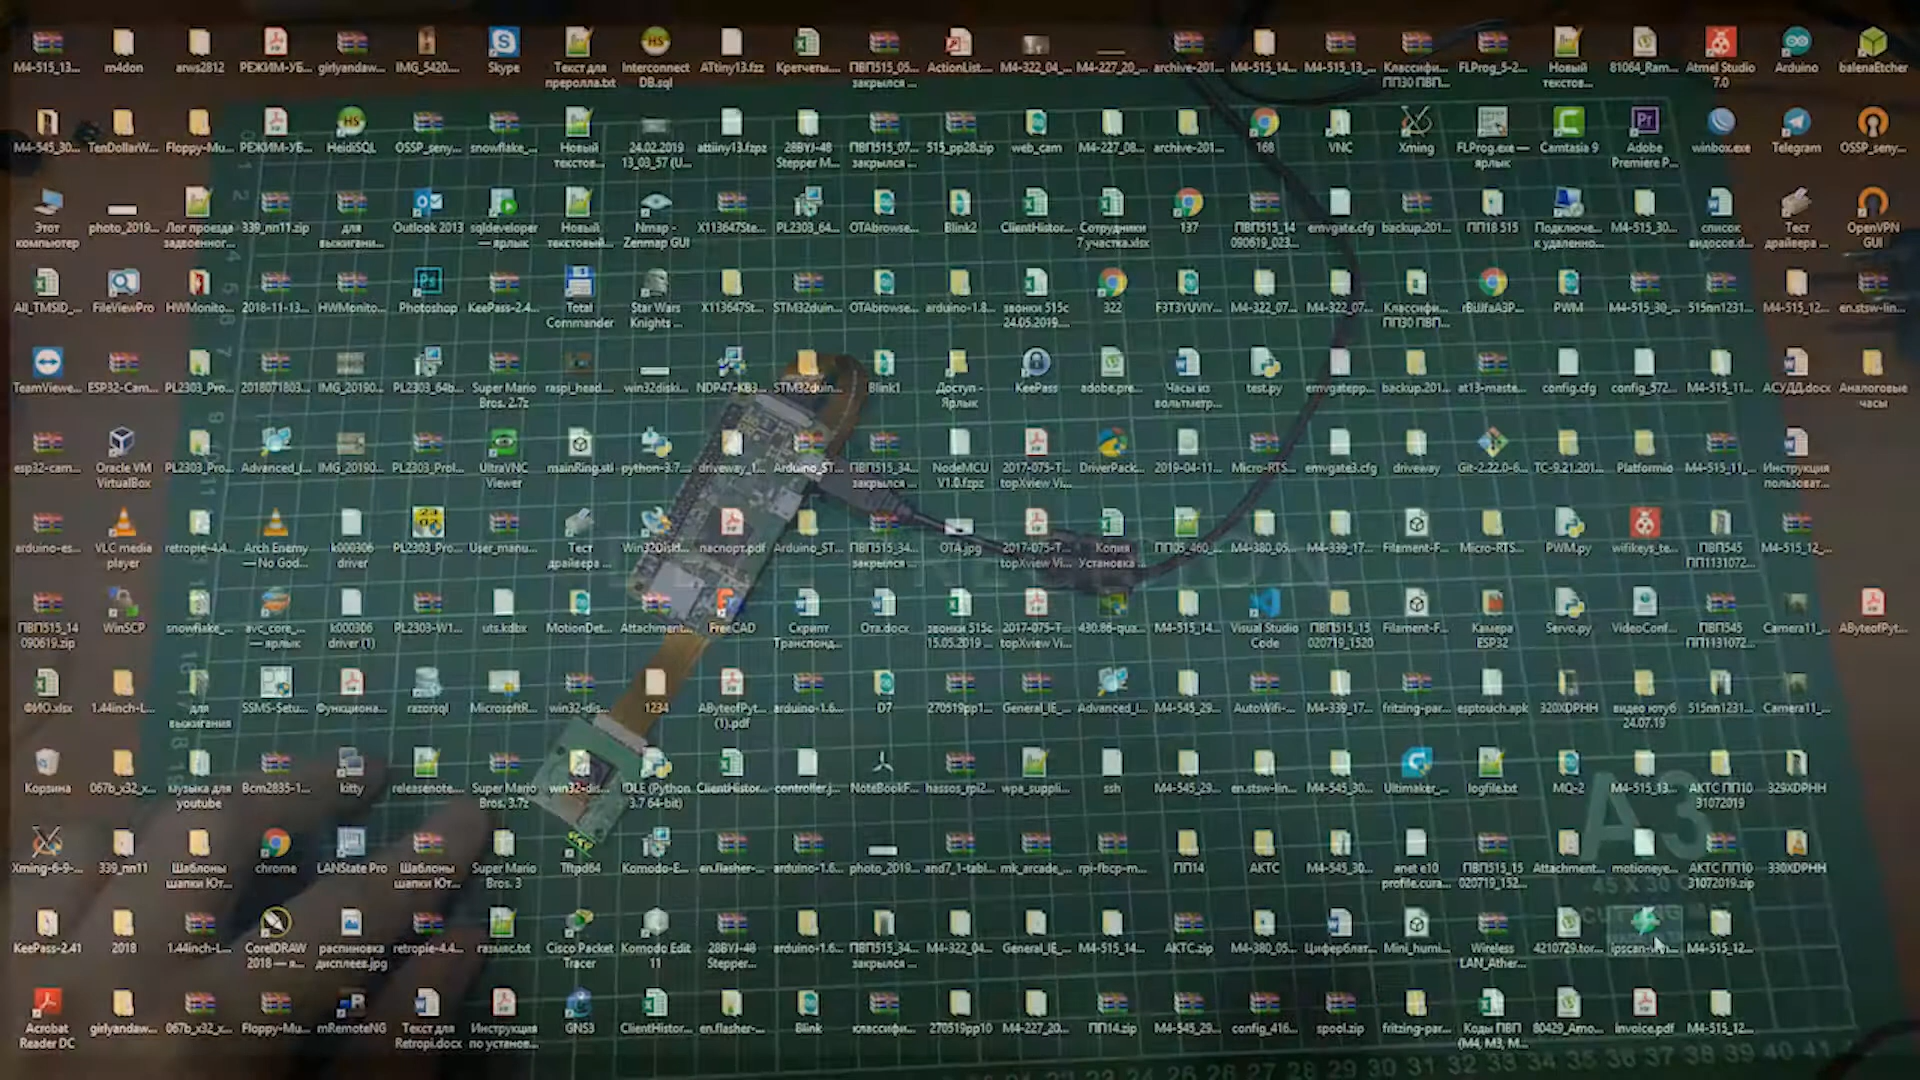 M4-515_13...
m4don
arws2812
РЕЖИМ-УБ...
girlyandaw...
IMG_5420....
Skype
Текст для
преролла.txt
Interconnect
DB.sql
ATtiny13.fzz
Кречеты....
ПВП515_05...
закрылся ...
ActionList....
M4-322_04_...
M4-227_20_...
archive-201...
M4-515_14...
M4-515_13_...
Классифи...
ПП30 ПВП...
FLProg_5-2...
Новый
текстов...
81064_Ram...
Atmel Studio
7.0
Arduino
balenaEtcher
M4-545_30...
TenDollarW...
Floppy-Mu...
РЕЖИМ-УБ...
HeidiSQL
OSSP_seny...
snowflake_...
Новый
текстов...
24.02.2019
13_03_57 (U...
attiiny13.fzpz
28BYJ-48
Stepper M...
ПВП515_07...
закрылся ...
515_pp28.zip
web_cam
M4-227_08...
archive-201...
168
VNC
Xming
FLProg.exe —
ярлык
Camtasia 9
Adobe
Premiere P...
winbox.exe
Telegram
OSSP_seny...
Этот
компьютер
photo_2019...
Лог проезда
задвоенног...
339_пп11.zip
для
выжигани...
Outlook 2013
sqldeveloper
— ярлык
Новый
текстовый...
Nmap -
Zenmap GUI
X113647Ste...
PL2303_64...
OTAbrowse...
Blink2
ClientHistor...
Сотрудники
7 участка.xlsx
137
ПВП515_14
090619_023...
emvgate.cfg
backup.201...
ПП18 515
Подключе...
к удаленно...
M4-515_30...
список
видосов.d...
Тест
драйвера ...
OpenVPN
GUI
All_TMSID_...
FileViewPro
HWMonito...
2018-11-13...
HWMonito...
Photoshop
KeePass-2.4...
Total
Commander
Star Wars
Knights ...
X113647St...
STM32duin...
OTAbrowse...
arduino-1.8...
звонки 515с
24.05.2019....
322
F3T3YUVIY...
M4-322_07...
M4-322_07...
Классифи...
ПП30 ПВП...
PWM
M4-515_30_...
515пп1231...
M4-515_12...
en.stsw-lin...
TeamViewe...
ESP32-Cam...
PL2303_Pro...
2018071803...
IMG_20190...
PL2303_64b...
Super Mario
Bros. 2.7z
raspi_head...
win32diski...
NDP47-KB3...
STM32duin...
Blink1
Доступ -
Ярлык
KeePass
adobe.pre...
Часы из
вольтметр...
test.py
emvgatepp...
backup.201...
at13-maste...
config.cfg
config_572...
M4-515_11...
АСУДД.docx
Аналоговые
часы
esp32-cam...
Oracle VM
VirtualBox
PL2303_Pro...
Advanced_I...
IMG_20190...
PL2303_Prol...
UltraVNC
Viewer
mainRing.stl
python-3.7....
driveway_1...
Arduino_ST...
ПВП515_34...
закрылся ...
NodeMCU
V1.0.fzpz
2017-075-T...
topXview Vi...
DriverPack...
2019-04-11...
Micro-RTS...
emvgate3.cfg
driveway
Git-2.22.0-6...
TC-9.21.201...
Platformio
M4-515_11_...
Инструкция
пользоват...
arduino-es...
VLC media
player
retropie-4.4...
Arch Enemy
— No God...
k000306
driver
PL2303_Pro...
User_manu...
Тест
драйвера ...
Win32Disk...
паспорт.pdf
Arduino_ST...
ПВП515_34...
закрылся ...
OTA.jpg
2017-075-T...
topXview Vi...
Копия
Установка ...
ПП05_460_...
M4-380_05...
M4-339_17...
Filament-F...
Micro-RTS...
PWM.py
wifikeys_te...
ПВП545
ПП1131072...
M4-515_12_...
ПВП515_14
090619.zip
WinSCP
snowflake_...
avc_core_...
— ярлык
k000306
driver (1)
PL2303-W1...
uts.kdbx
MotionDet...
Attachment...
FreeCAD
Скрипт
Транспонд...
Ота.docx
звонки 515с
15.05.2019 ...
2017-075-T...
topXview Vi...
430.86-qua...
M4-515_14...
Visual Studio
Code
ПВП515_15
020719_1520
Filament-F...
Камера
ESP32
Servo.py
VideoConf...
ПВП545
ПП1131072...
Camera11_...
AByteofPyt...
ФИО.xlsx
1.44inch-L...
для
выжигания
SSMS-Setu...
Функциона...
razorsql
MicrosoftR...
win32-dis...
1234
AByteofPyt...
(1).pdf
arduino-1.6...
D7
270519pp1...
General_IE_...
Advanced_I...
M4-545_29...
AutoWifi-...
M4-339_17...
fritzing-par...
esptouch.apk
320XDPHH
видео ютуб
24.07.19
515пп1231...
Camera11_...
Корзина
067b_x32_x...
музыка для
youtube
Bcm2835-1...
kitty
releasenote...
Super Mario
Bros. 3.7z
win32-dis...
IDLE (Python
3.7 64-bit)
ClientHistor...
controller.j...
NoteBookF...
hassos_rpi2...
wpa_suppli...
ssh
M4-545_29...
en.stsw-lin...
M4-545_30...
Ultimaker_...
logfile.txt
MQ-2
M4-515_13...
АКТС ПП10
31072019
329XDPHH
A3
Xming-6-9-...
339_пп11
Шаблоны
шапки Ют...
chrome
LANState Pro
Шаблоны
шапки Ют...
Super Mario
Bros. 3
Tftpd64
Komodo-E...
en.flasher-...
arduino-1.6...
photo_2019...
and7_1-tabl...
mk_arcade_...
rpi-fbcp-m...
ПП14
АКТС
M4-545_30...
anet e10
profile.cura...
ПВП515_15
020719_152...
Attachment...
motioneye...
АКТС ПП10
31072019.zip
330XDPHH
45 X 30 C
KeePass-2.41
2018
1.44inch-L...
CorelDRAW
2018 — я...
распиновка
дисплеев.jpg
retropie-4.4...
размяс.txt
Cisco Packet
Tracer
Komodo Edit
11
28BYJ-48
Stepper...
arduino-1.6...
ПВП515_34...
закрылся ...
M4-322_04...
General_IE_...
M4-515_14...
АКТС.zip
M4-380_05...
Циферблат...
Mini_humi...
Wireless
LAN_Ather...
4210729.tor...
M4-515_12...
Acrobat
Reader DC
girlyandaw...
067b_x32_x...
Floppy-Mu...
mRemoteNG
Текст для
Retropi.docx
Инструкция
по установ...
GNS3
ClientHistor...
en.flasher-...
Blink
классифи...
270519pp10
M4-227_20...
ПП14.zip
M4-545_29...
config_416...
spool.zip
fritzing-par...
Коды ПВП
(M4, M3, M...
80429_Amo...
invoice.pdf
M4-515_12...